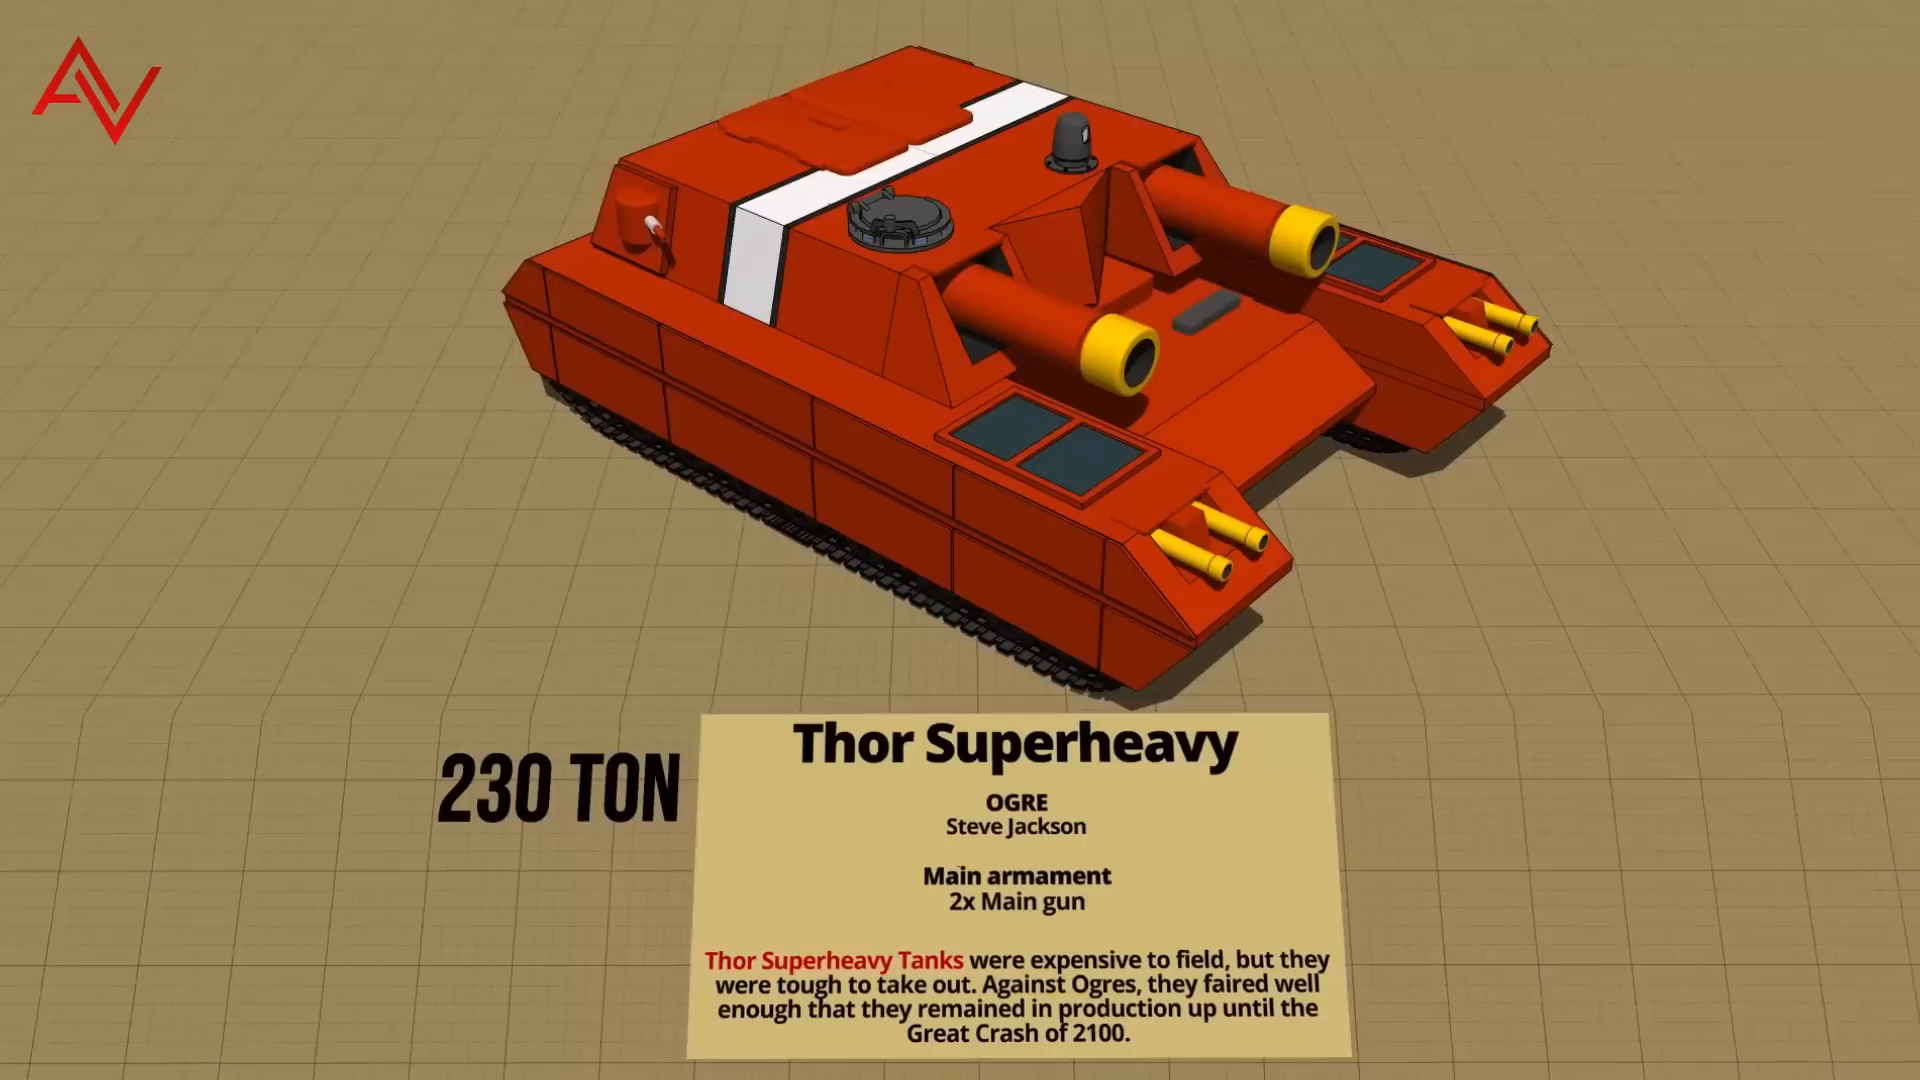 AV
230 TON
Thor Superheavy
OGRE
Steve Jackson
Main armament
2x Main gun
Thor Superheavy Tanks were expensive to field, but they
were tough to take out. Against Ogres, they faired well
enough that they remained in production up until the
Great Crash of 2100.